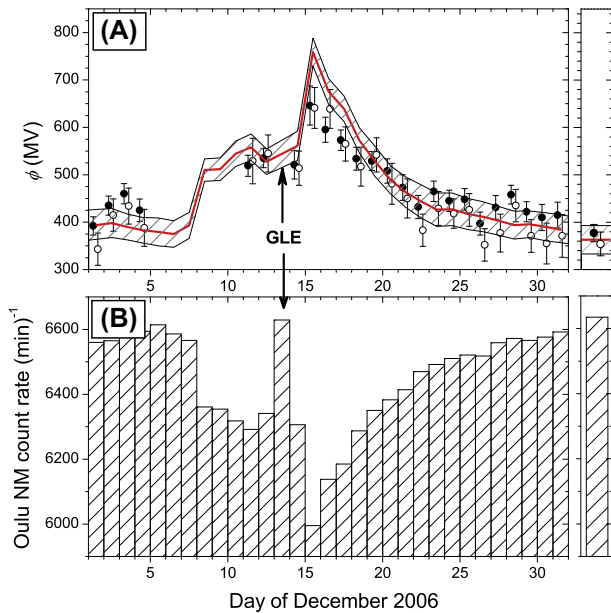 (A)
800
700
600
500
400
300
ϕ (MV)
5 10 15 20 25 30
GLE
(B)
6600
6400
6200
6000
Oulu NM count rate (min)⁻¹
5 10 15 20 25 30
Day of December 2006